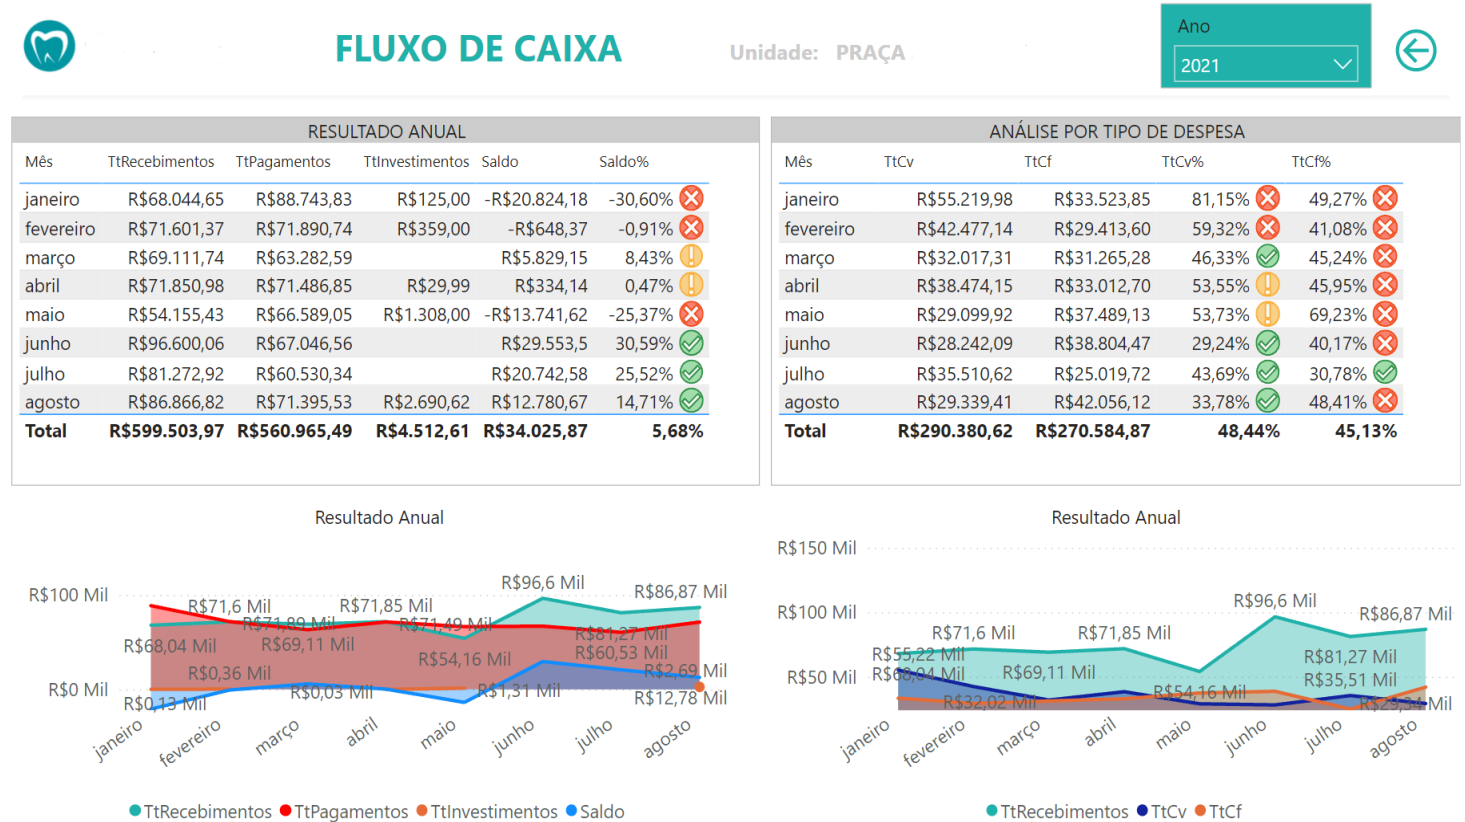 FLUXO DE CAIXA
Unidade: PRAÇA
Ano
2021
RESULTADO ANUAL
Mês TtRecebimentos TtPagamentos TtInvestimentos Saldo Saldo%
janeiro R$68.044,65 R$88.743,83 R$125,00 -R$20.824,18 -30,60%
fevereiro R$71.601,37 R$71.890,74 R$359,00 -R$648,37 -0,91%
março R$69.111,74 R$63.282,59 R$5.829,15 8,43%
abril R$71.850,98 R$71.486,85 R$29,99 R$334,14 0,47%
maio R$54.155,43 R$66.589,05 R$1.308,00 -R$13.741,62 -25,37%
junho R$96.600,06 R$67.046,56 R$29.553,5 30,59%
julho R$81.272,92 R$60.530,34 R$20.742,58 25,52%
agosto R$86.866,82 R$71.395,53 R$2.690,62 R$12.780,67 14,71%
Total R$599.503,97 R$560.965,49 R$4.512,61 R$34.025,87 5,68%
ANÁLISE POR TIPO DE DESPESA
Mês TtCv TtCf TtCv% TtCf%
janeiro R$55.219,98 R$33.523,85 81,15% 49,27%
fevereiro R$42.477,14 R$29.413,60 59,32% 41,08%
março R$32.017,31 R$31.265,28 46,33% 45,24%
abril R$38.474,15 R$33.012,70 53,55% 45,95%
maio R$29.099,92 R$37.489,13 53,73% 69,23%
junho R$28.242,09 R$38.804,47 29,24% 40,17%
julho R$35.510,62 R$25.019,72 43,69% 30,78%
agosto R$29.339,41 R$42.056,12 33,78% 48,41%
Total R$290.380,62 R$270.584,87 48,44% 45,13%
Resultado Anual
R$100 Mil
R$0 Mil
R$96,6 Mil
R$86,87 Mil
R$71,6 Mil
R$71,85 Mil
R$71,89 Mil
R$71,49 Mil
R$81,27 Mil
R$68,04 Mil
R$69,11 Mil
R$60,53 Mil
R$54,16 Mil
R$0,36 Mil
R$2,69 Mil
R$0,03 Mil
R$1,31 Mil
R$0,13 Mil
R$12,78 Mil
janeiro fevereiro março abril maio junho julho agosto
TtRecebimentos TtPagamentos TtInvestimentos Saldo
Resultado Anual
R$150 Mil
R$100 Mil
R$50 Mil
R$96,6 Mil
R$86,87 Mil
R$71,6 Mil
R$71,85 Mil
R$55,22 Mil
R$81,27 Mil
R$68,04 Mil
R$69,11 Mil
R$35,51 Mil
R$54,16 Mil
R$32,02 Mil
R$29,34 Mil
janeiro fevereiro março abril maio junho julho agosto
TtRecebimentos TtCv TtCf